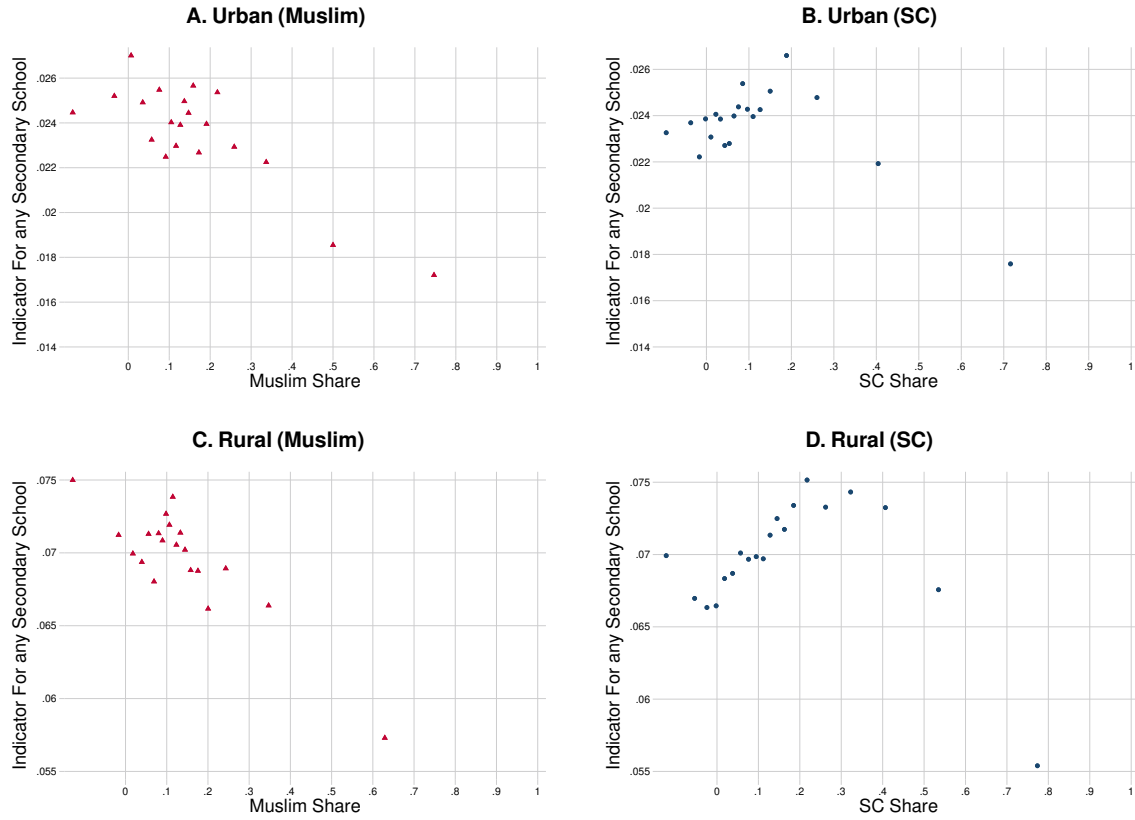 A. Urban (Muslim)
Indicator For any Secondary School
.026
.024
.022
.02
.018
.016
.014
0 .1 .2 .3 .4 .5 .6 .7 .8 .9 1
Muslim Share
B. Urban (SC)
Indicator For any Secondary School
.026
.024
.022
.02
.018
.016
.014
0 .1 .2 .3 .4 .5 .6 .7 .8 .9 1
SC Share
C. Rural (Muslim)
Indicator For any Secondary School
.075
.07
.065
.06
.055
0 .1 .2 .3 .4 .5 .6 .7 .8 .9 1
Muslim Share
D. Rural (SC)
Indicator For any Secondary School
.075
.07
.065
.06
.055
0 .1 .2 .3 .4 .5 .6 .7 .8 .9 1
SC Share